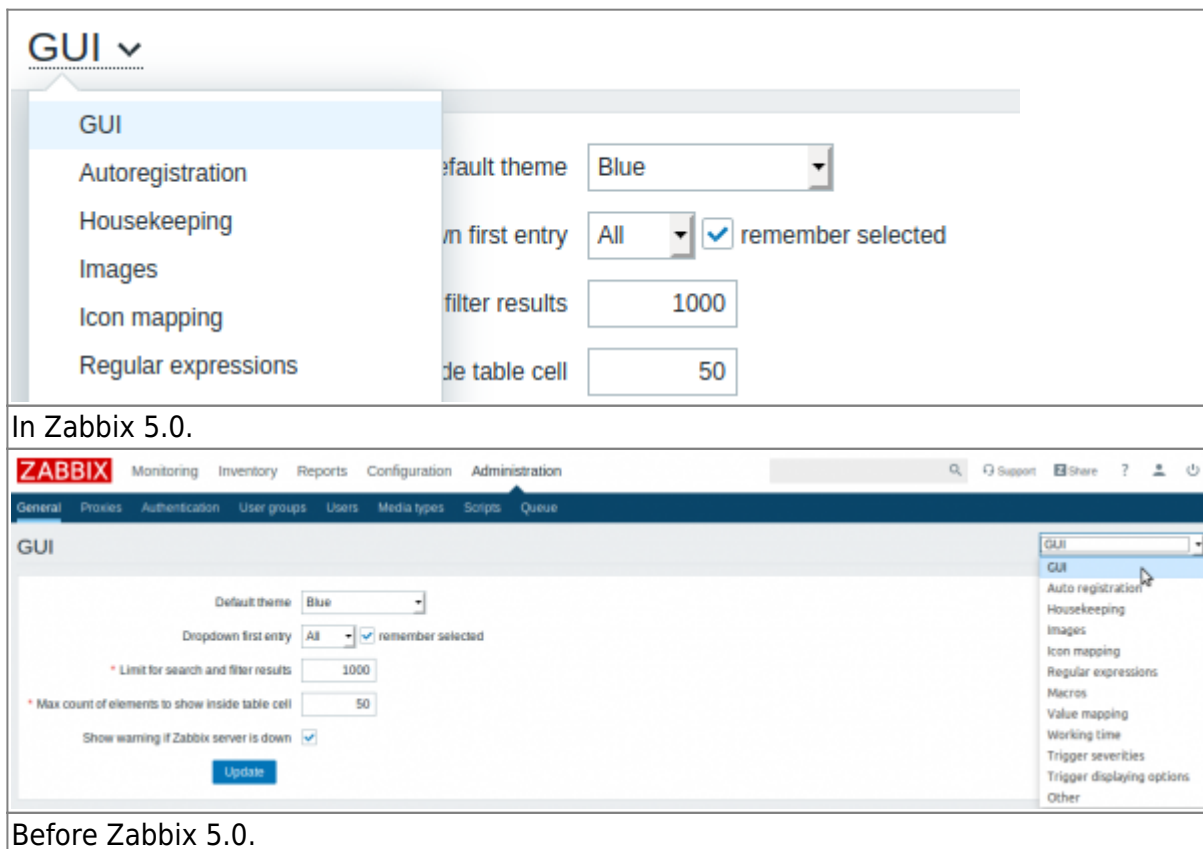 GUI
GUI
Autoregistration
efault theme Blue
Housekeeping
wn first entry All remember selected
Images
filter results 1000
Icon mapping
Regular expressions
de table cell 50
In Zabbix 5.0.
ZABBIX Monitoring Inventory Reports Configuration Administration Support Z Share ?
General Proxies Authentication User groups Users Media types Scripts Queue
GUI GUI
GUI
Auto registration
Default theme Blue
Housekeeping
Dropdown first entry All remember selected
Images
Icon mapping
* Limit for search and filter results 1000
Regular expressions
Macros
* Max count of elements to show inside table cell 50
Value mapping
Show warning if Zabbix server is down
Working time
Trigger severities
Update
Trigger displaying options
Other
Before Zabbix 5.0.